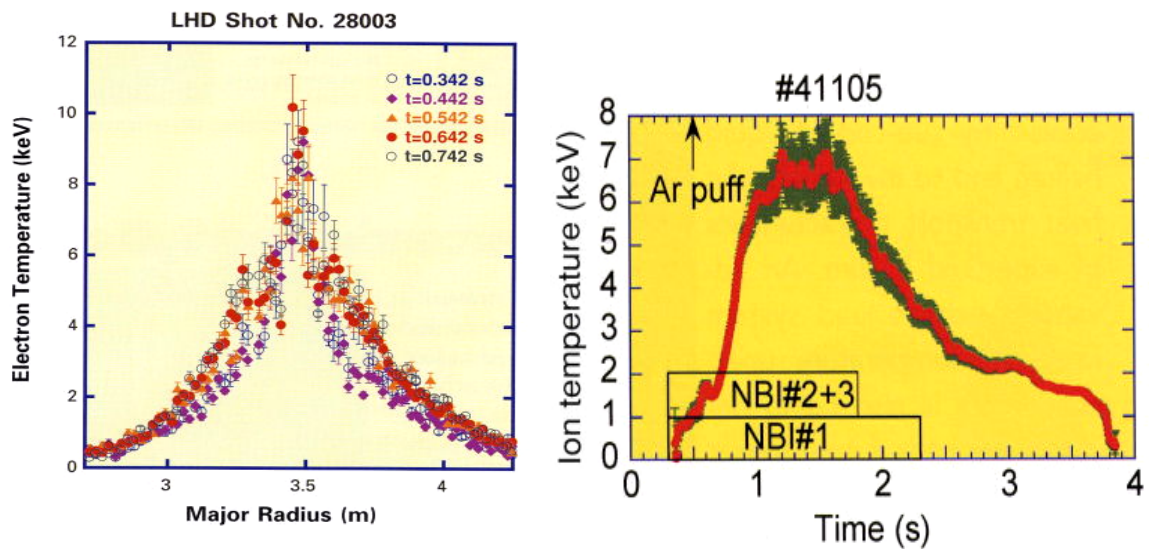 LHD Shot No. 28003
12
10
8
6
4
2
0
Electron Temperature (keV)
t=0.342 s
t=0.442 s
t=0.542 s
t=0.642 s
t=0.742 s
3 3.5 4
Major Radius (m)
#41105
8
7
6
5
4
3
2
1
0
Ion temperature (keV)
Ar puff
NBI#2+3
NBI#1
0 1 2 3 4
Time (s)